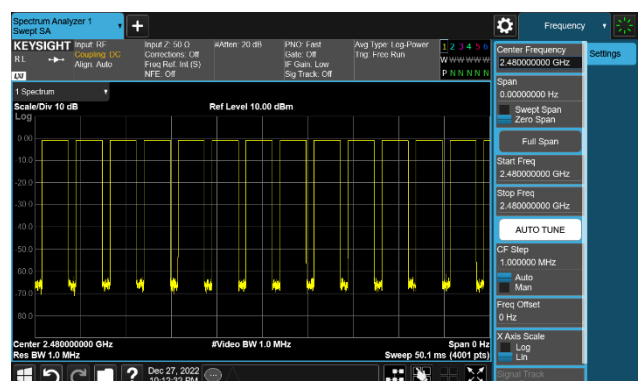 Spectrum Analyzer 1
Swept SA
Frequency
KEYSIGHT
Input: RF
Coupling: DC
Align: Auto
Input Z: 50 Ω
Corrections: Off
Freq Ref: Int (S)
NFE: Off
#Atten: 20 dB
PNO: Fast
Gate: Off
IF Gain: Low
Sig Track: Off
Avg Type: Log-Power
Trig: Free Run
1 2 3 4 5 6
W W W W W W
P N N N N N
R L
LXI
1 Spectrum
Scale/Div 10 dB
Ref Level 10.00 dBm
Log
0.00
-10.0
-20.0
-30.0
-40.0
-50.0
-60.0
-70.0
-80.0
Center 2.480000000 GHz
#Video BW 1.0 MHz
Span 0 Hz
Res BW 1.0 MHz
Sweep 50.1 ms (4001 pts)
Dec 27, 2022
10:12:32 PM
Center Frequency
2.480000000 GHz
Settings
Span
0.00000000 Hz
Swept Span
Zero Span
Full Span
Start Freq
2.480000000 GHz
Stop Freq
2.480000000 GHz
AUTO TUNE
CF Step
1.000000 MHz
Auto
Man
Freq Offset
0 Hz
X Axis Scale
Log
Lin
Signal Track